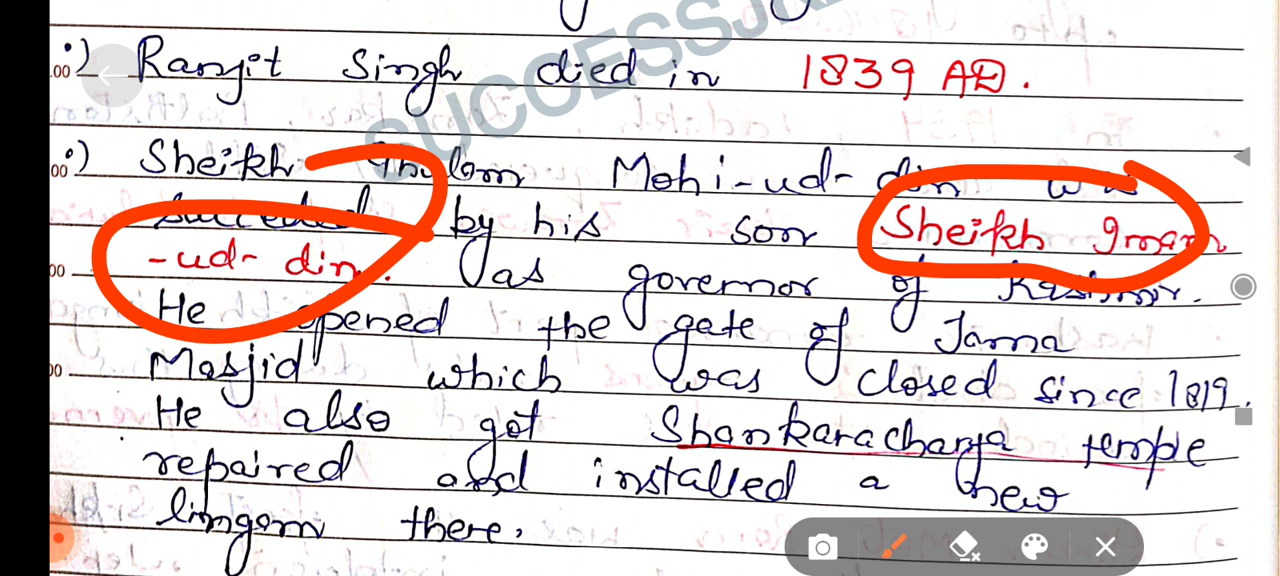 SUCCESSJ
Ranjit Singh died in 1839 AD.
Sheikh Ghulam Mohi-ud-din was
succeded by his son Sheikh Imam
-ud-din. as governor of Kashmir.
He opened the gate of Jama
Masjid which was closed since 1819.
He also got Shankaracharya temple
repaired and installed a new
lingam there.